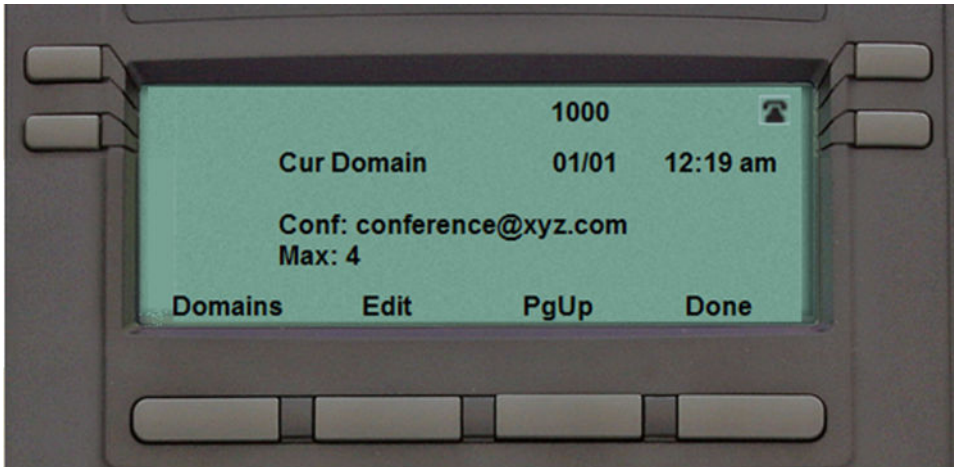 1000
Cur Domain 01/01 12:19 am
Conf: conference@xyz.com
Max: 4
Domains Edit PgUp Done